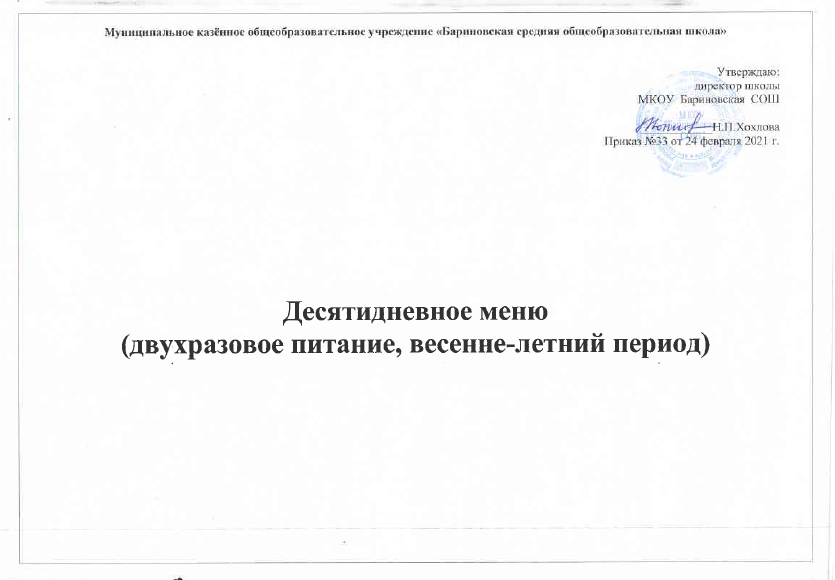 Муниципальное казённое общеобразовательное учреждение «Бариновская средняя общеобразовательная школа»
Утверждаю:
директор школы
МКОУ Бариновская СОШ
Н.П.Хохлова
Приказ №33 от 24 февраля 2021 г.
Десятидневное меню
(двухразовое питание, весенне-летний период)